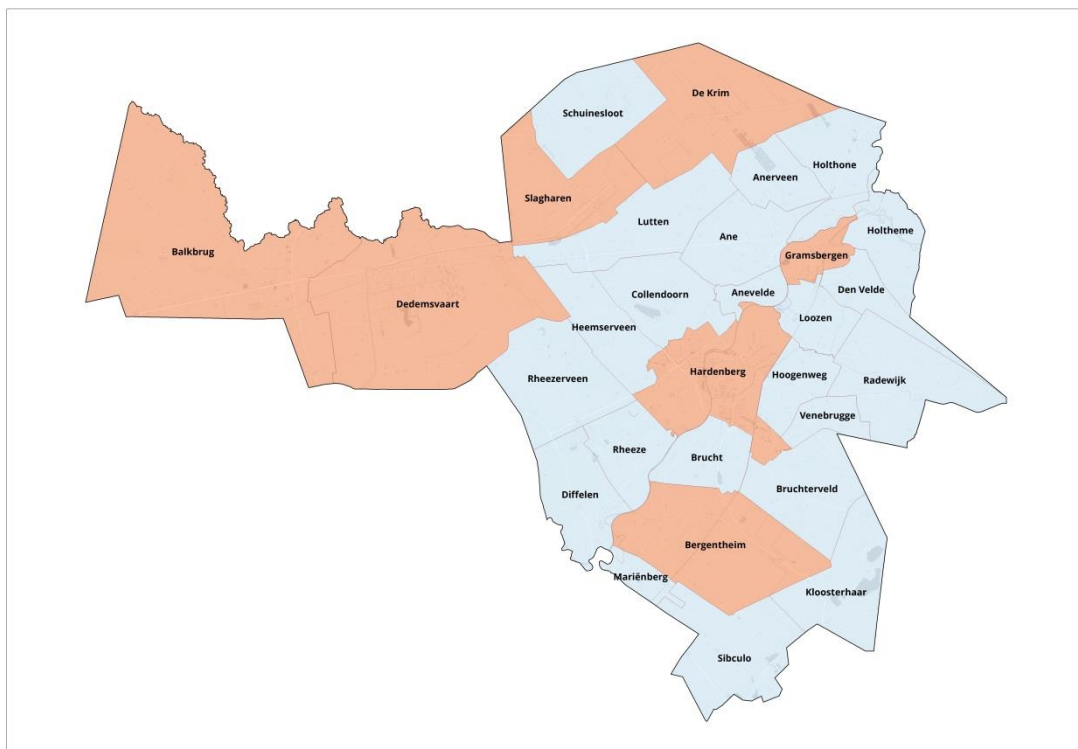 De Krim
Schuinesloot
Holthone
Anerveen
Slagharen
Lutten
Holtheme
Ane
Balkbrug
Gramsbergen
Den Velde
Anevelde
Collendoorn
Dedemsvaart
Loozen
Heemserveen
Hardenberg
Hoogenweg
Rheezerveen
Radewijk
Venebrugge
Rheeze
Brucht
Bruchterveld
Diffelen
Bergentheim
Mariënberg
Kloosterhaar
Sibculo